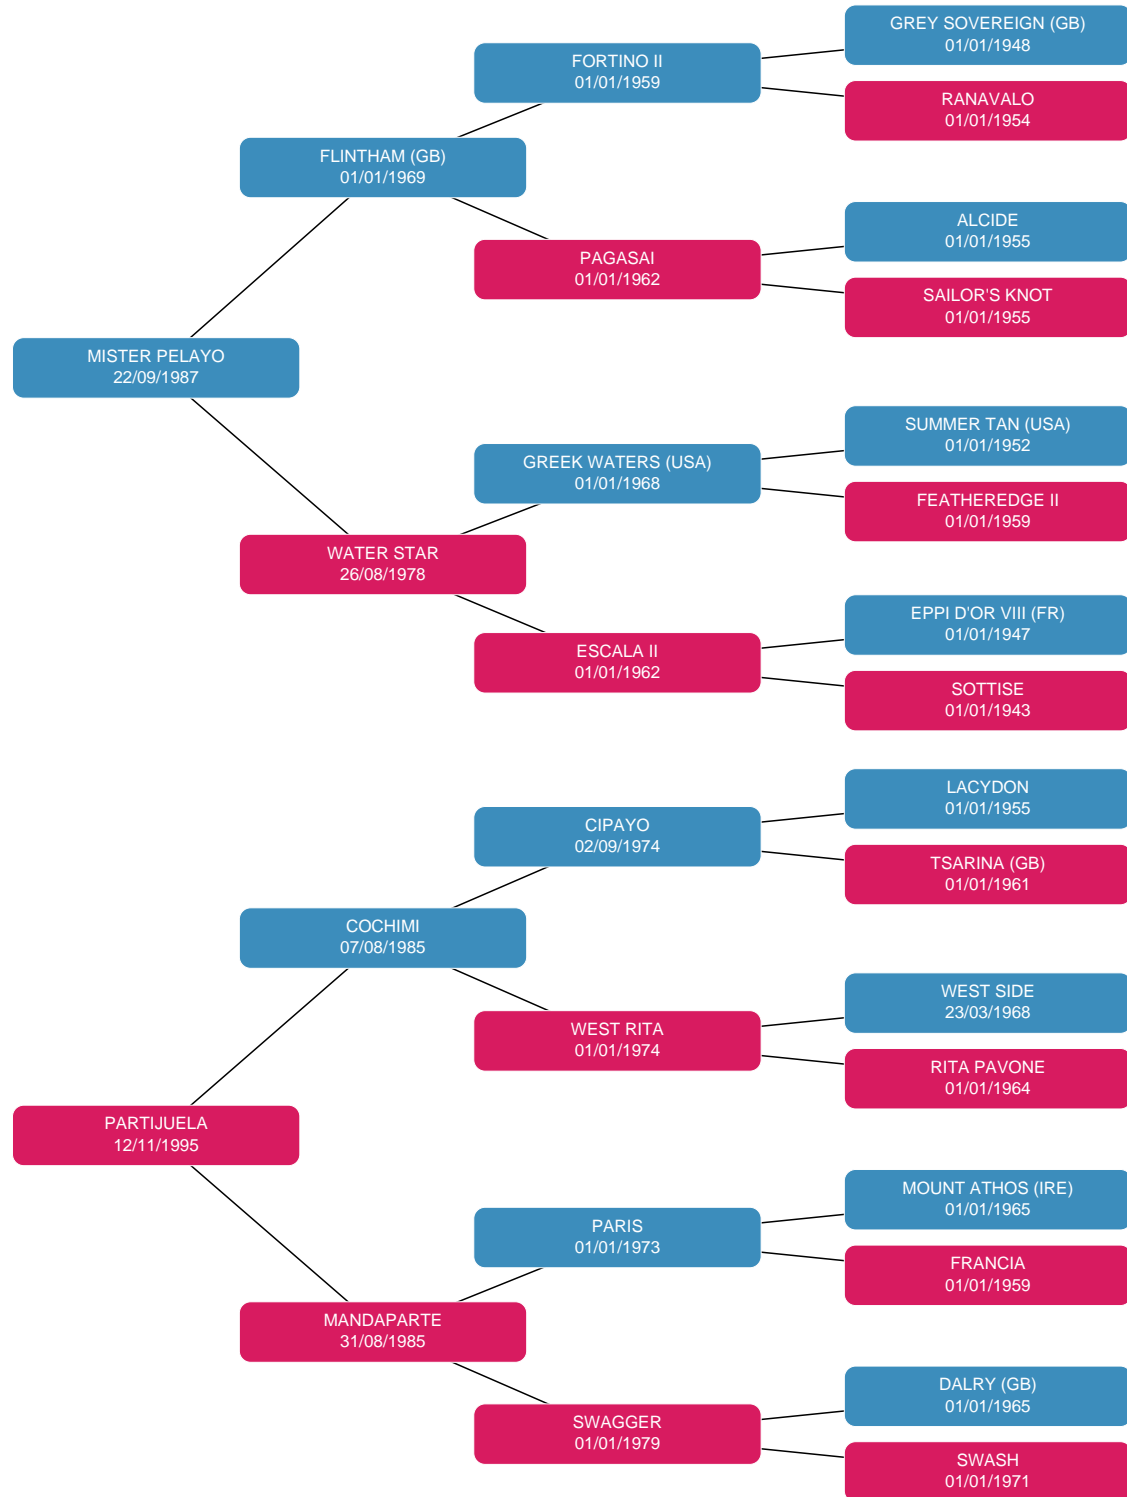 GREY SOVEREIGN (GB)
01/01/1948
FORTINO II
01/01/1959
RANAVALO
01/01/1954
FLINTHAM (GB)
01/01/1969
ALCIDE
01/01/1955
PAGASAI
01/01/1962
SAILOR'S KNOT
01/01/1955
MISTER PELAYO
22/09/1987
SUMMER TAN (USA)
01/01/1952
GREEK WATERS (USA)
01/01/1968
FEATHEREDGE II
01/01/1959
WATER STAR
26/08/1978
EPPI D'OR VIII (FR)
01/01/1947
ESCALA II
01/01/1962
SOTTISE
01/01/1943
LACYDON
01/01/1955
CIPAYO
02/09/1974
TSARINA (GB)
01/01/1961
COCHIMI
07/08/1985
WEST SIDE
23/03/1968
WEST RITA
01/01/1974
RITA PAVONE
01/01/1964
PARTIJUELA
12/11/1995
MOUNT ATHOS (IRE)
01/01/1965
PARIS
01/01/1973
FRANCIA
01/01/1959
MANDAPARTE
31/08/1985
DALRY (GB)
01/01/1965
SWAGGER
01/01/1979
SWASH
01/01/1971